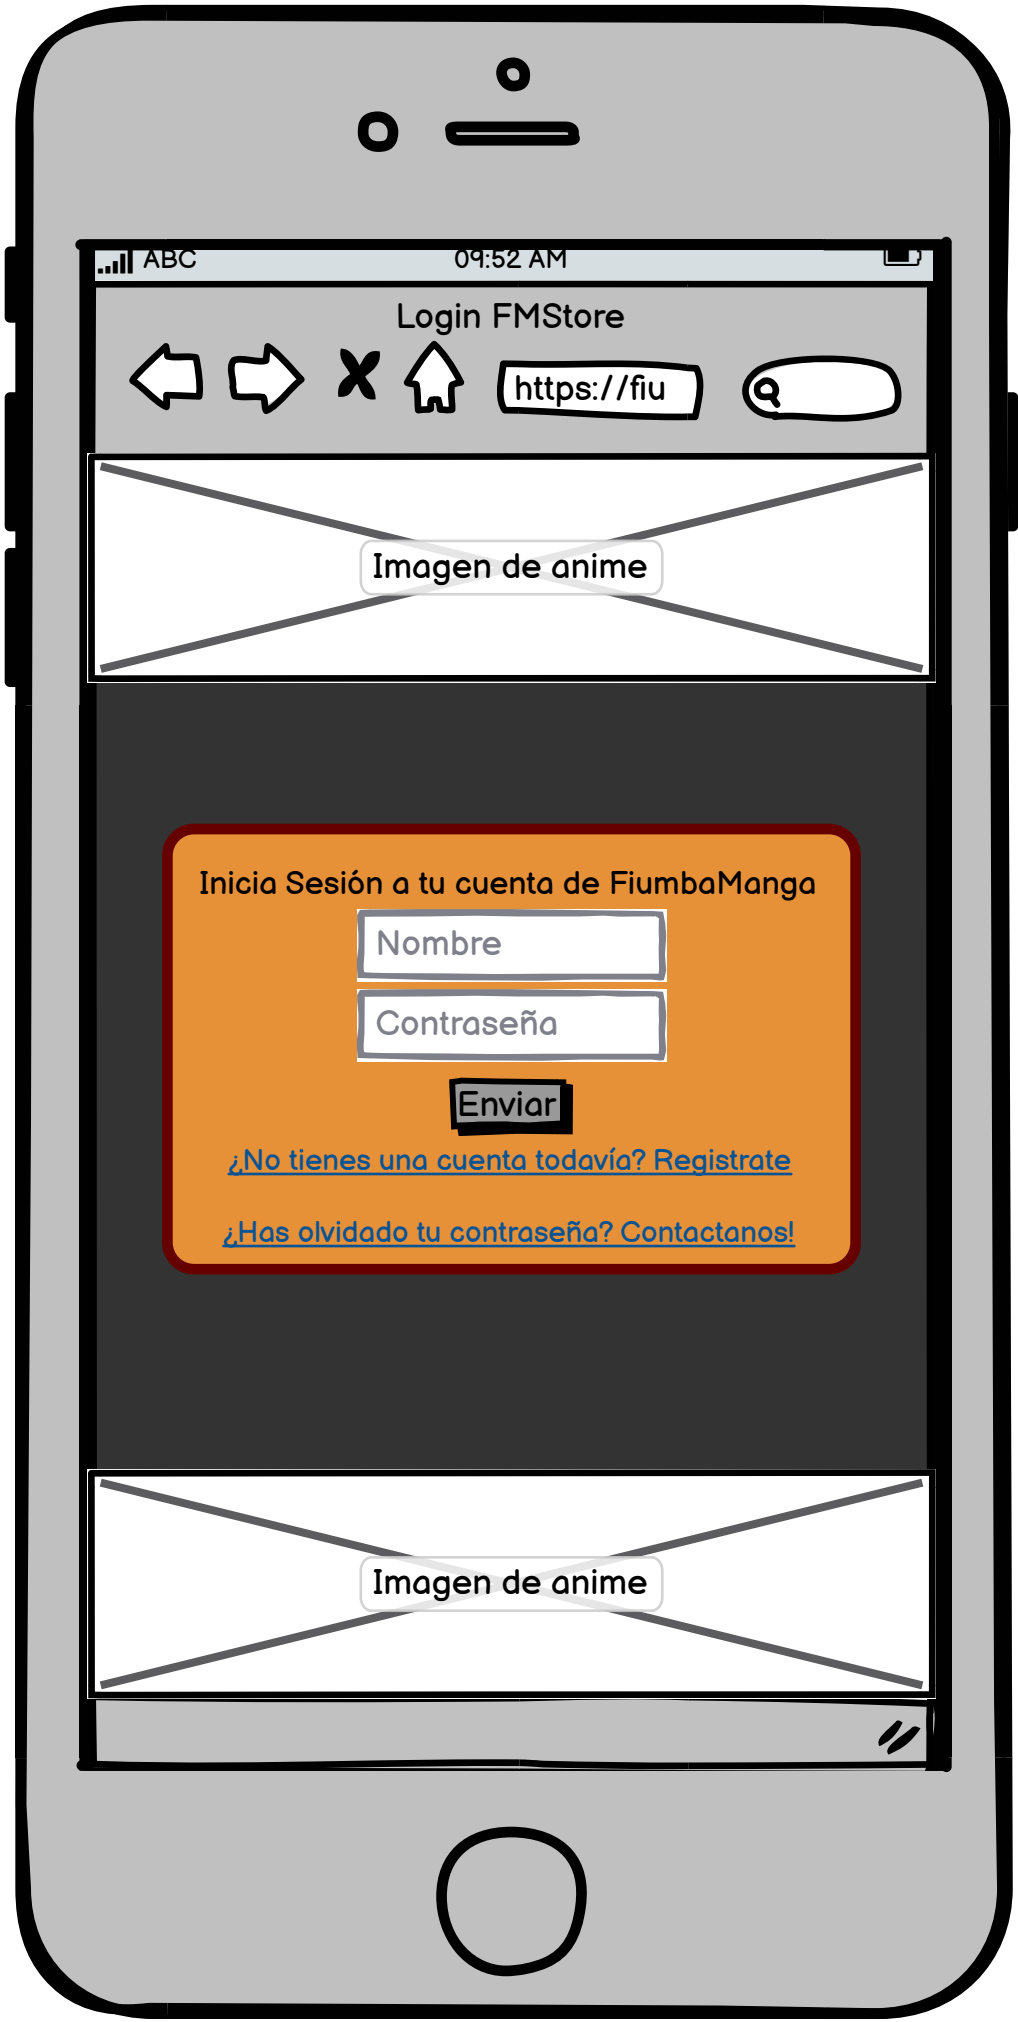 ABC
09:52 AM
Login FMStore
https://fiu
Imagen de anime
Inicia Sesión a tu cuenta de FiumbaManga
Nombre
Contraseña
Enviar
¿No tienes una cuenta todavía? Registrate
¿Has olvidado tu contraseña? Contactanos!
Imagen de anime